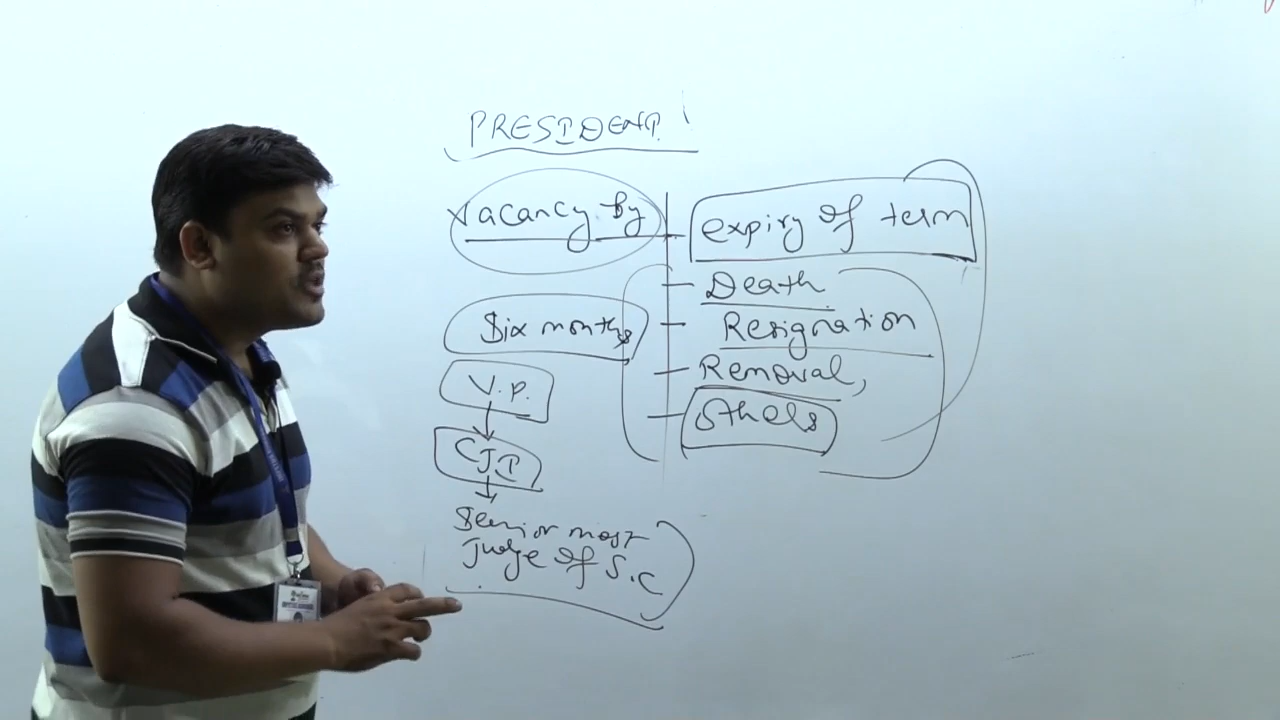 PRESIDENT
Vacancy by
expiry of term
Death
Resignation
Removal,
Others
Six months
V.P.
CJI
Senior most
Judge of S.C